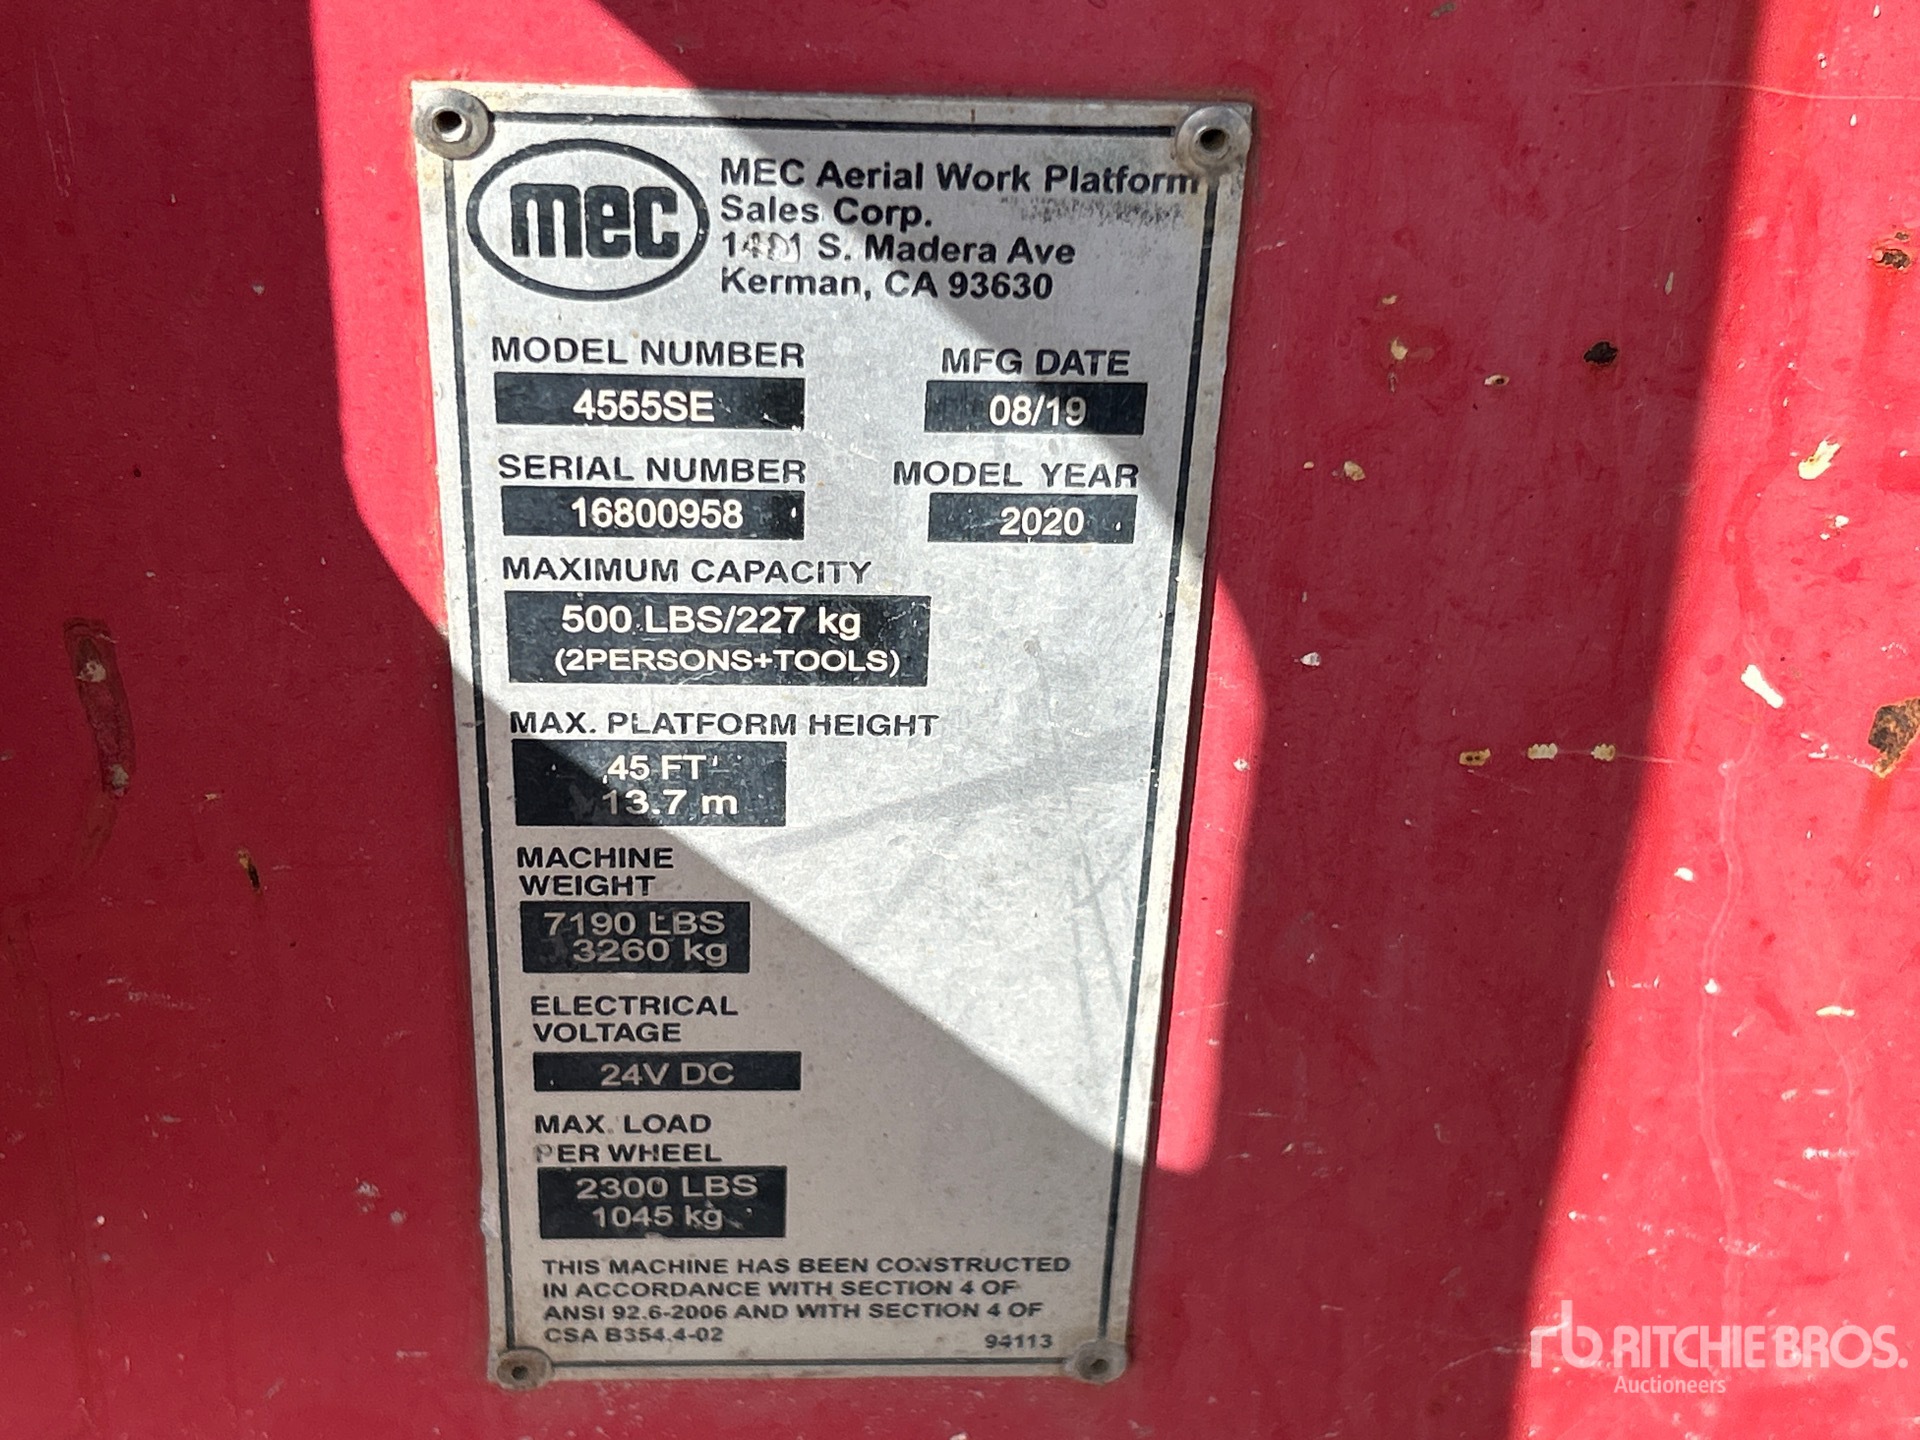 mec
MEC Aerial Work Platform
Sales Corp.
S. Madera Ave
Kerman, CA 93630
MODEL NUMBER
4555SE
MFG DATE
08/19
SERIAL NUMBER
16800958
MODEL YEAR
2020
MAXIMUM CAPACITY
500 LBS/227 kg
(2PERSONS+TOOLS)
MAX. PLATFORM HEIGHT
45 FT
13.7 m
MACHINE
WEIGHT
7190 LBS
3260 kg
ELECTRICAL
VOLTAGE
24V DC
MAX. LOAD
PER WHEEL
2300 LBS
1045 kg
THIS MACHINE HAS BEEN CONSTRUCTED
IN ACCORDANCE WITH SECTION 4 OF
ANSI 92.6-2006 AND WITH SECTION 4 OF
CSA B354.4-02
94113
rb RITCHIE BROS.
Auctioneers